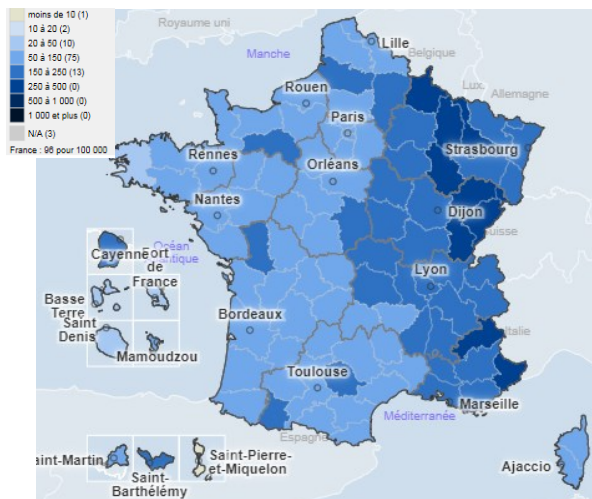 moins de 10 (1)
10 à 20 (2)
20 à 50 (10)
50 à 150 (75)
150 à 250 (13)
250 à 500 (0)
500 à 1 000 (0)
1 000 et plus (0)
N/A (3)
France : 96 pour 100 000
Royaume uni
Manche
Lille
Belgique
Lux.
Allemagne
Rouen
Paris
Strasbourg
Rennes
Orléans
Nantes
Dijon
Suisse
Océan
Atlantique
Cayenne
Fort de
France
Lyon
Basse
Terre
Saint
Denis
Bordeaux
Italie
Mamoudzou
Toulouse
Marseille
Méditerranée
Espagne
Saint-Pierre-
et-Miquelon
aint-Martin
Saint-
Barthélémy
Ajaccio